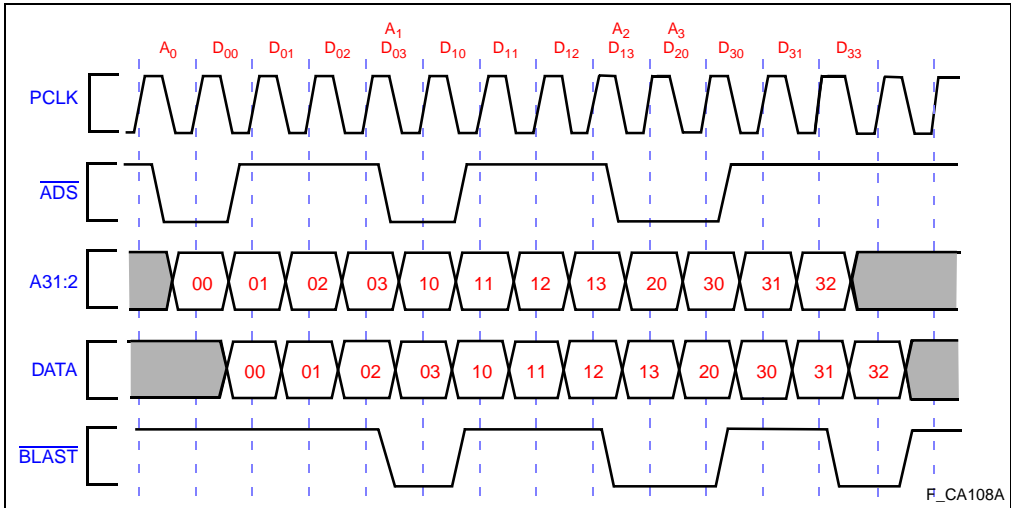 A1 A2 A3
A0 D00 D01 D02 D03 D10 D11 D12 D13 D20 D30 D31 D33
PCLK
ADS
A31:2 00 01 02 03 10 11 12 13 20 30 31 32
DATA 00 01 02 03 10 11 12 13 20 30 31 32
BLAST
F_CA108A